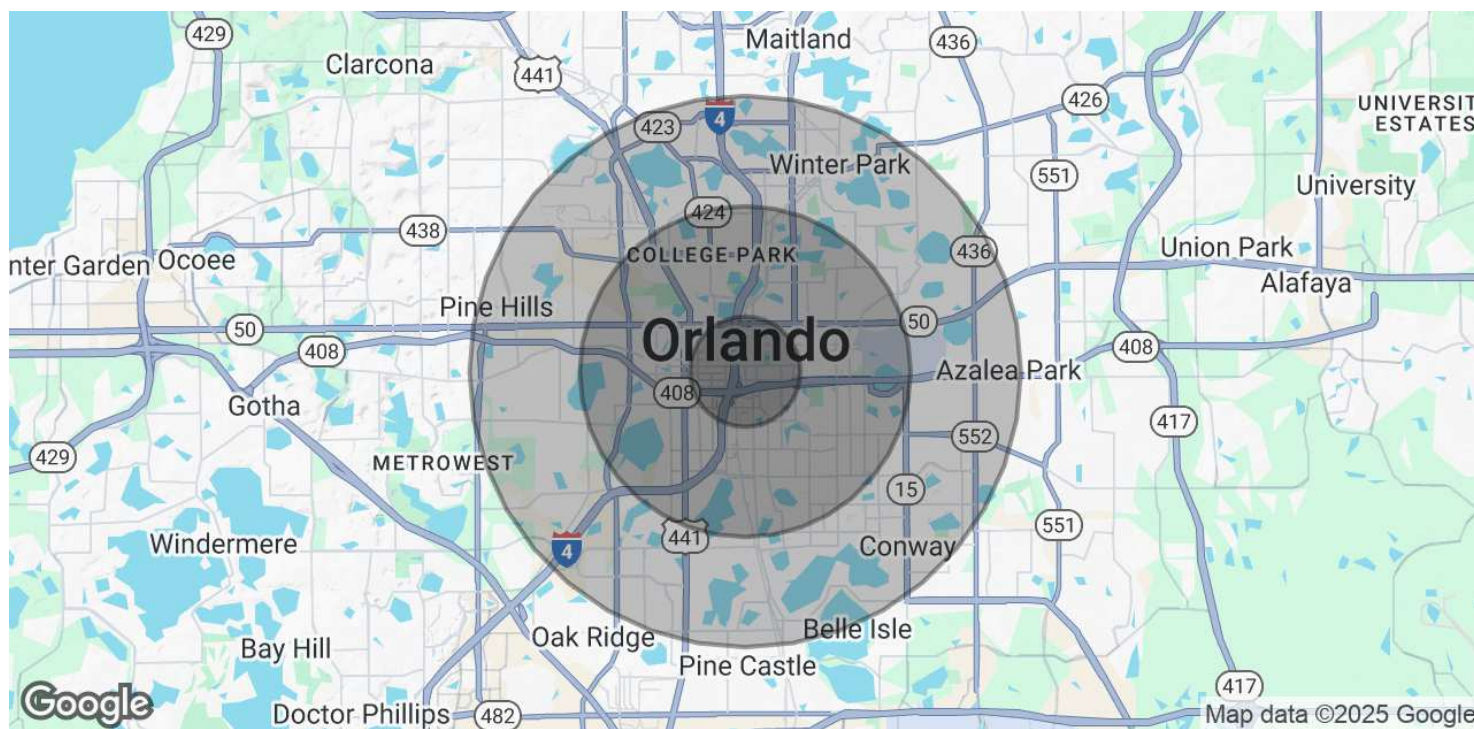 429
Clarcona
441
Maitland
436
426
UNIVERSIT
ESTATES
423
4
Winter Park
551
University
438
424
COLLEGE PARK
436
Union Park
nter Garden
Ocoee
Alafaya
Pine Hills
50
Orlando
50
408
408
Azalea Park
408
Gotha
417
429
METROWEST
552
15
Windermere
4
441
Conway
551
Bay Hill
Oak Ridge
Belle Isle
Pine Castle
Google
Doctor Phillips
482
417
Map data ©2025 Google